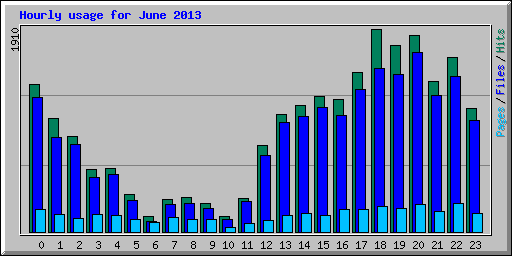 Hourly usage for June 2013
1910
Pages/Files/Hits
0 1 2 3 4 5 6 7 8 9 10 11 12 13 14 15 16 17 18 19 20 21 22 23